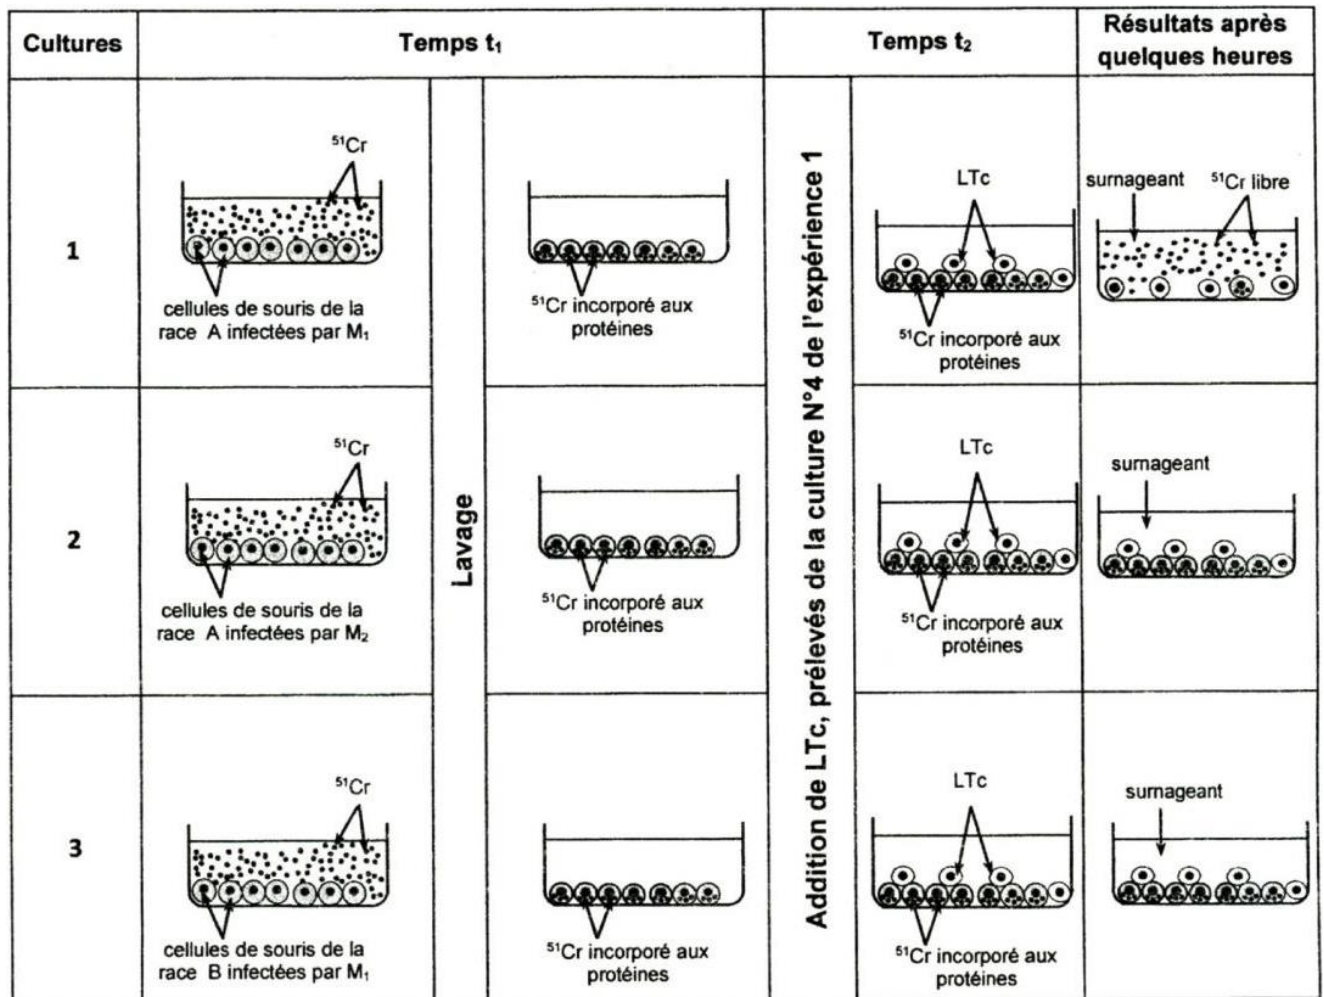 Cultures
Temps t₁
Temps t₂
Résultats après
quelques heures
1
⁵¹Cr
cellules de souris de la
race A infectées par M₁
Lavage
⁵¹Cr incorporé aux
protéines
Addition de LTc, prélevés de la culture N°4 de l'expérience 1
LTc
⁵¹Cr incorporé aux
protéines
surnageant
⁵¹Cr libre
2
⁵¹Cr
cellules de souris de la
race A infectées par M₂
⁵¹Cr incorporé aux
protéines
LTc
⁵¹Cr incorporé aux
protéines
surnageant
3
⁵¹Cr
cellules de souris de la
race B infectées par M₁
⁵¹Cr incorporé aux
protéines
LTc
⁵¹Cr incorporé aux
protéines
surnageant